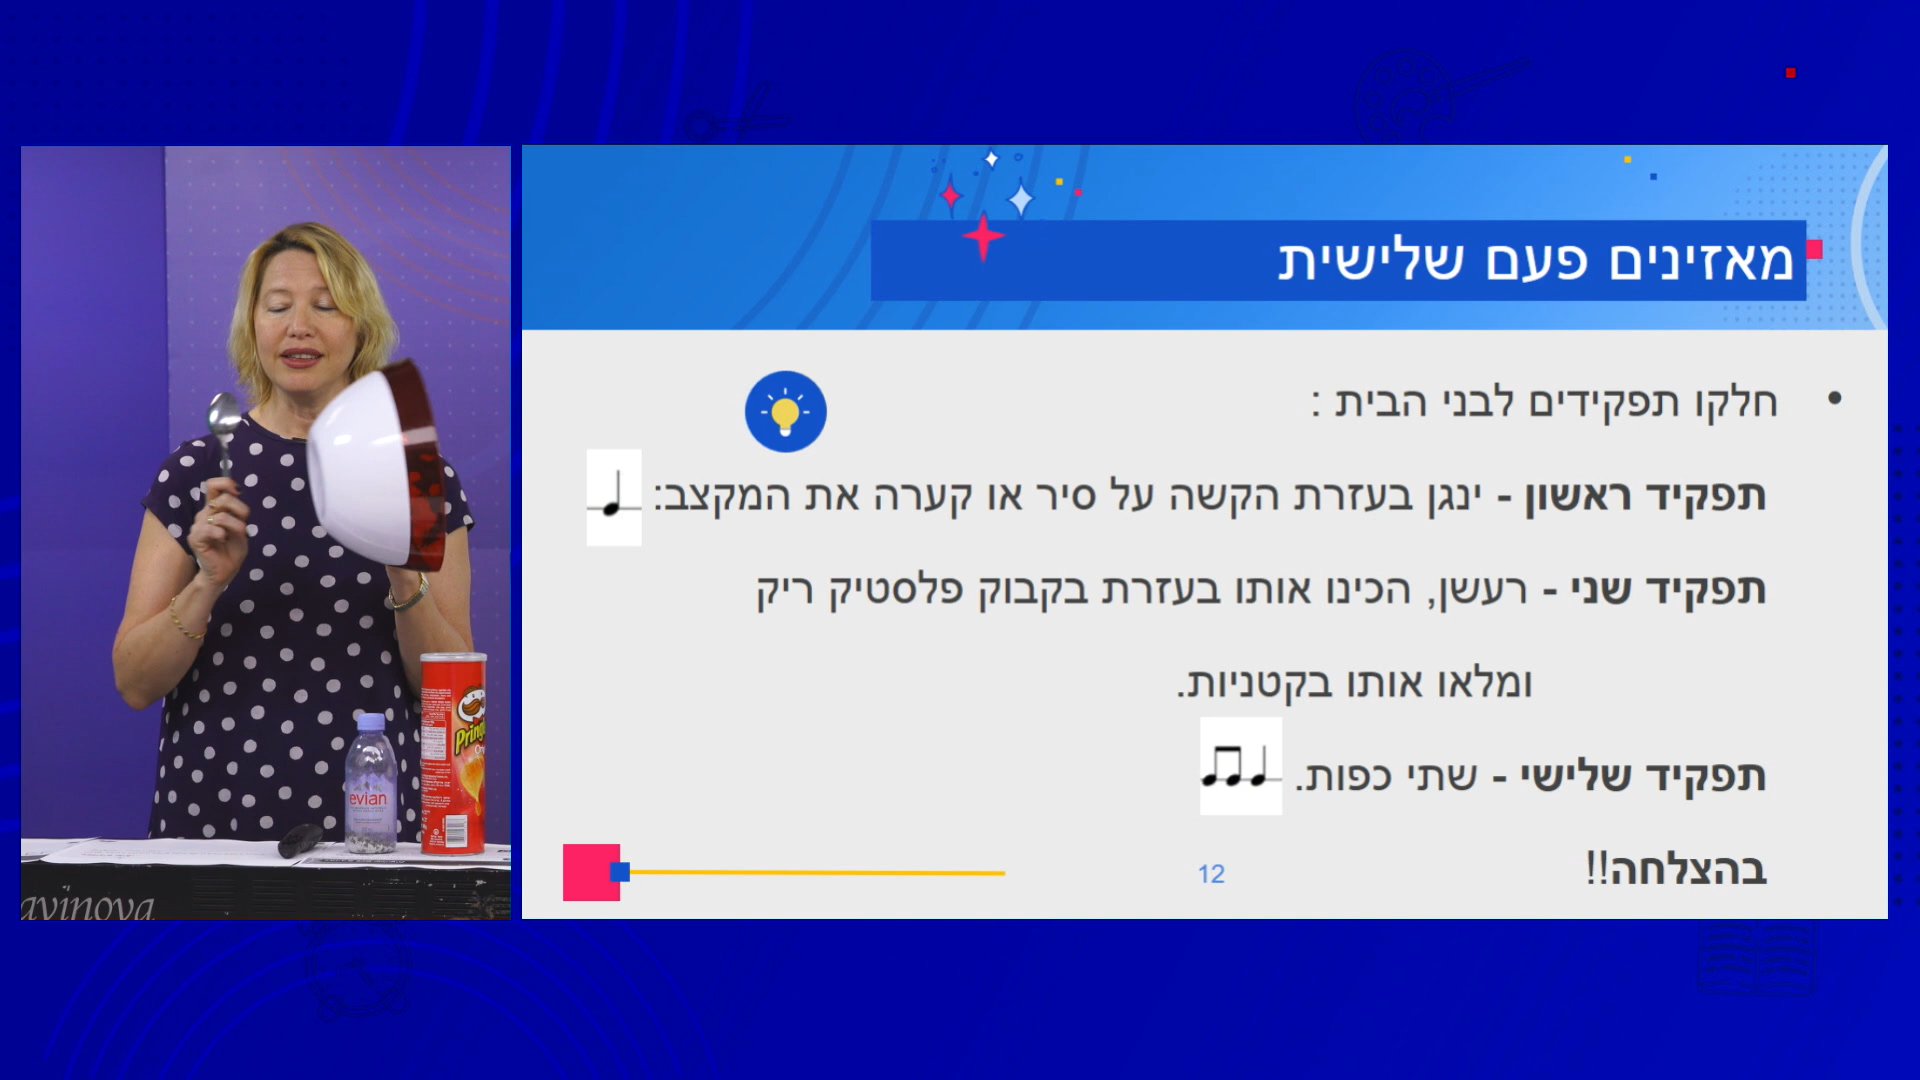 מאזינים פעם שלישית
• חלקו תפקידים לבני הבית :
תפקיד ראשון - ינגן בעזרת הקשה על סיר או קערה את המקצב:
תפקיד שני - רעשן, הכינו אותו בעזרת בקבוק פלסטיק ריק
ומלאו אותו בקטניות.
תפקיד שלישי - שתי כפות.
בהצלחה!!
12
evian
Pringles
avinova